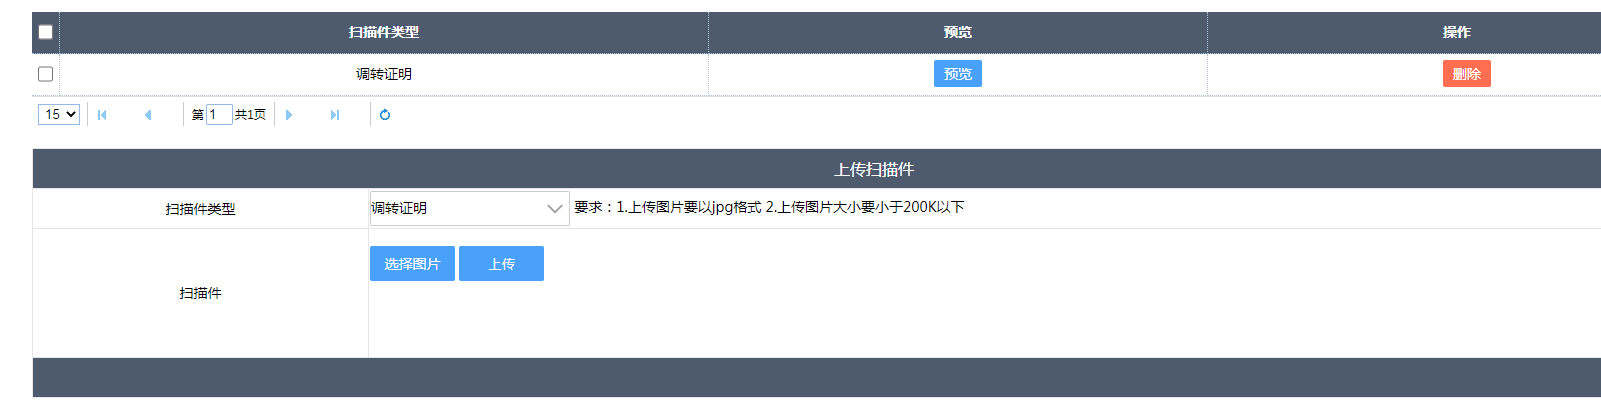 扫描件类型 预览 操作
调转证明 预览 删除
15 第 1 共1页
上传扫描件
扫描件类型 调转证明 要求：1.上传图片要以jpg格式 2.上传图片大小要小于200K以下
选择图片 上传
扫描件